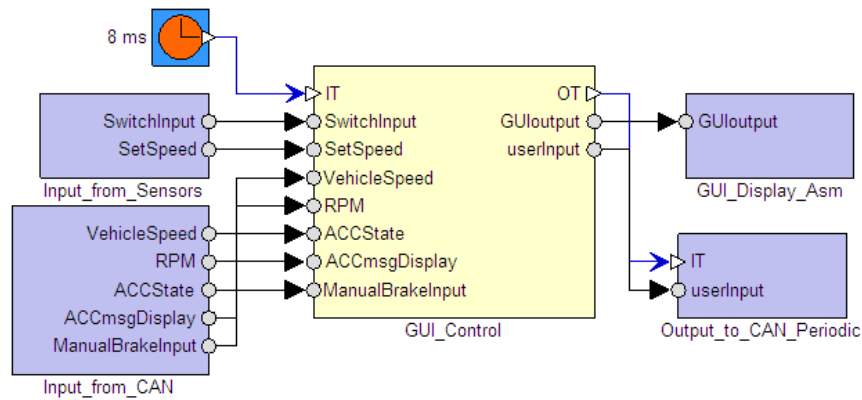 8 ms
IT
OT
SwitchInput
SetSpeed
Input_from_Sensors
SwitchInput
SetSpeed
VehicleSpeed
RPM
ACCState
ACCmsgDisplay
ManualBrakeInput
GUIoutput
userInput
GUI_Control
GUIoutput
GUI_Display_Asm
VehicleSpeed
RPM
ACCState
ACCmsgDisplay
ManualBrakeInput
Input_from_CAN
IT
userInput
Output_to_CAN_Periodic